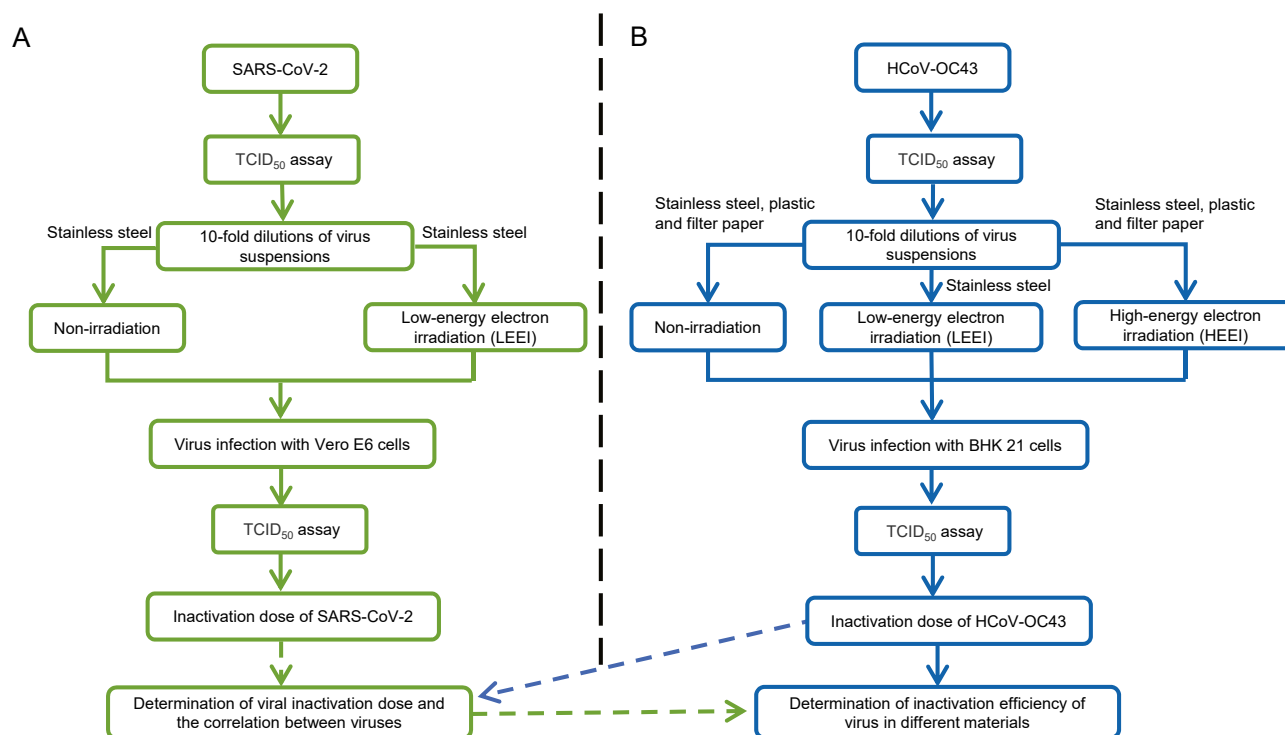 A
SARS-CoV-2
TCID₅₀ assay
Stainless steel
10-fold dilutions of virus
suspensions
Stainless steel
Non-irradiation
Low-energy electron
irradiation (LEEI)
Virus infection with Vero E6 cells
TCID₅₀ assay
Inactivation dose of SARS-CoV-2
Determination of viral inactivation dose and
the correlation between viruses
B
HCoV-OC43
TCID₅₀ assay
Stainless steel, plastic
and filter paper
10-fold dilutions of virus
suspensions
Stainless steel, plastic
and filter paper
Stainless steel
Non-irradiation
Low-energy electron
irradiation (LEEI)
High-energy electron
irradiation (HEEI)
Virus infection with BHK 21 cells
TCID₅₀ assay
Inactivation dose of HCoV-OC43
Determination of inactivation efficiency of
virus in different materials